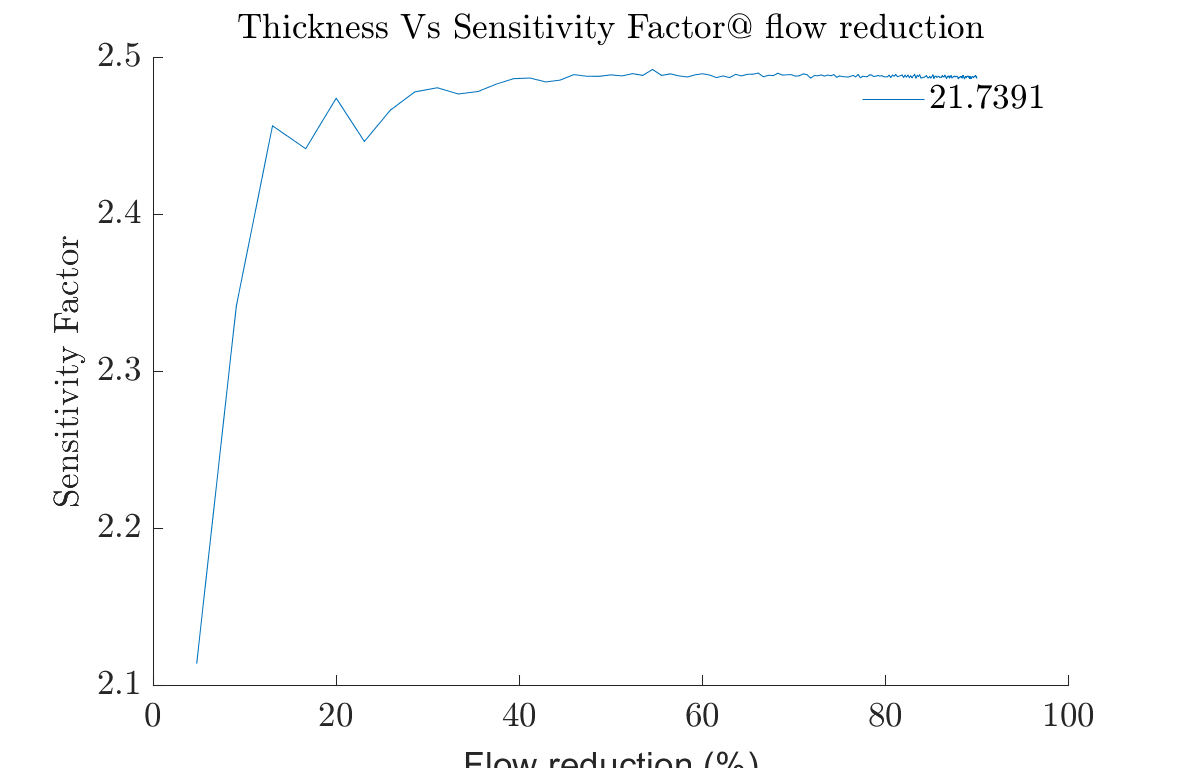 Thickness Vs Sensitivity Factor@ flow reduction
2.5
2.4
2.3
2.2
2.1
Sensitivity Factor
21.7391
0 20 40 60 80 100
Flow reduction (%)